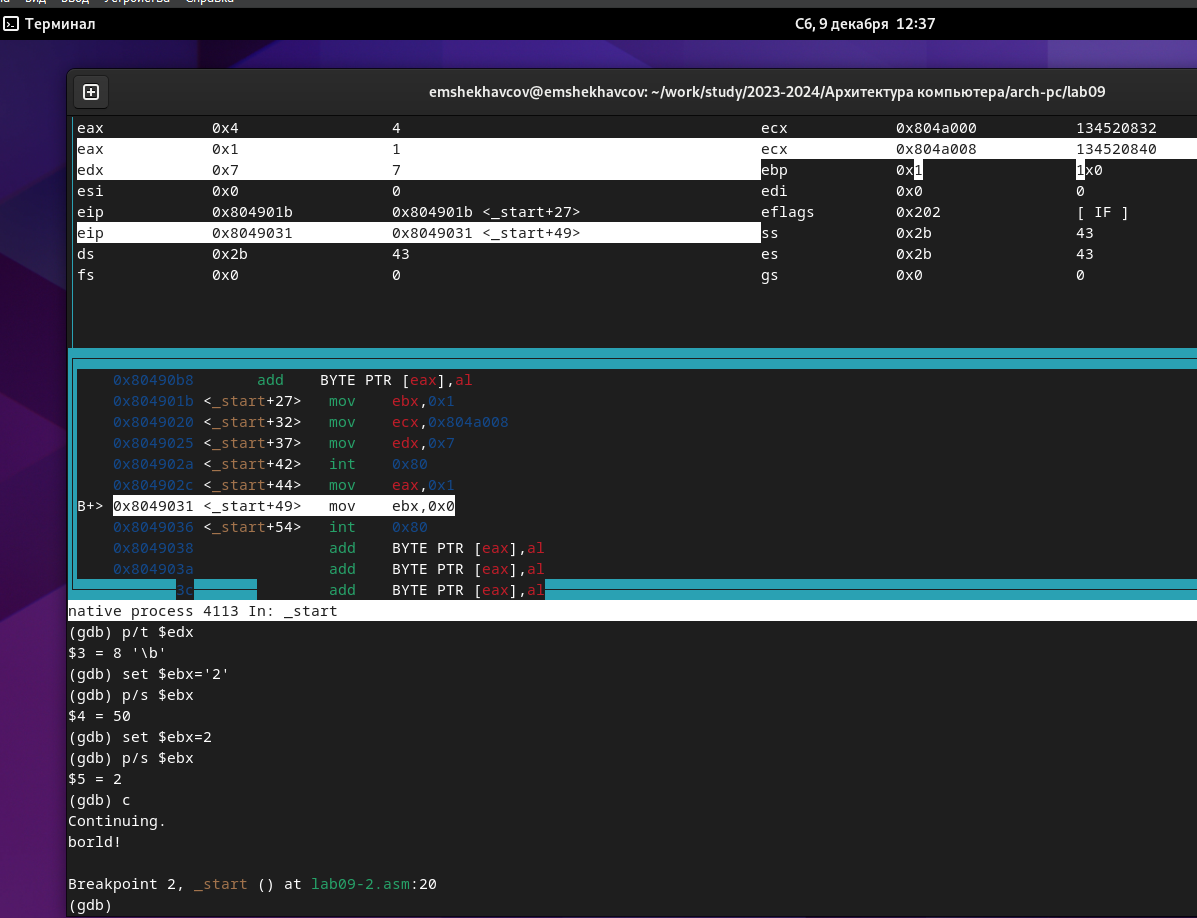 вид Ввод Устройства Справка
Терминал Сб, 9 декабря 12:37
emshekhavcov@emshekhavcov: ~/work/study/2023-2024/Архитектура компьютера/arch-pc/lab09
eax 0x4 4 ecx 0x804a000 134520832
eax 0x1 1 ecx 0x804a008 134520840
edx 0x7 7 ebp 0x1 1x0
esi 0x0 0 edi 0x0 0
eip 0x804901b 0x804901b <_start+27> eflags 0x202 [ IF ]
eip 0x8049031 0x8049031 <_start+49> ss 0x2b 43
ds 0x2b 43 es 0x2b 43
fs 0x0 0 gs 0x0 0
0x80490b8 add BYTE PTR [eax],al
0x804901b <_start+27> mov ebx,0x1
0x8049020 <_start+32> mov ecx,0x804a008
0x8049025 <_start+37> mov edx,0x7
0x804902a <_start+42> int 0x80
0x804902c <_start+44> mov eax,0x1
B+> 0x8049031 <_start+49> mov ebx,0x0
0x8049036 <_start+54> int 0x80
0x8049038 add BYTE PTR [eax],al
0x804903a add BYTE PTR [eax],al
3c add BYTE PTR [eax],al
native process 4113 In: _start
(gdb) p/t $edx
$3 = 8 '\b'
(gdb) set $ebx='2'
(gdb) p/s $ebx
$4 = 50
(gdb) set $ebx=2
(gdb) p/s $ebx
$5 = 2
(gdb) c
Continuing.
borld!
Breakpoint 2, _start () at lab09-2.asm:20
(gdb)